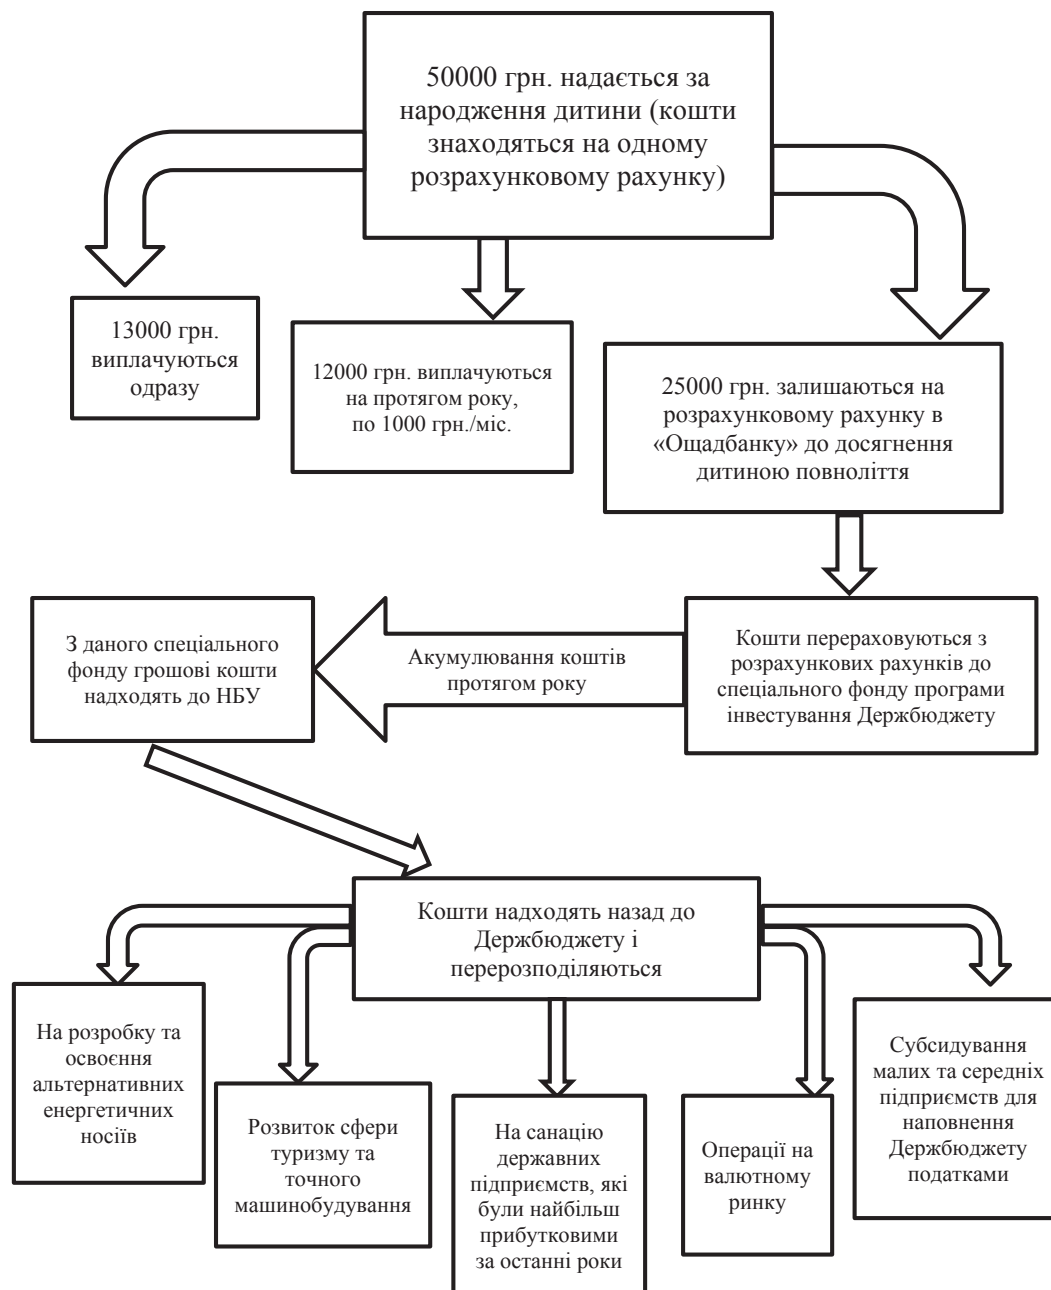 50000 грн. надається за
народження дитини (кошти
знаходяться на одному
розрахунковому рахунку)
13000 грн.
виплачуються
одразу
12000 грн. виплачуються
на протягом року,
по 1000 грн./міс.
25000 грн. залишаються на
розрахунковому рахунку в
«Ощадбанку» до досягнення
дитиною повноліття
Кошти перераховуються з
розрахункових рахунків до
спеціального фонду програми
інвестування Держбюджету
Акумулювання коштів
протягом року
З даного спеціального
фонду грошові кошти
надходять до НБУ
Кошти надходять назад до
Держбюджету і
перерозподіляються
На розробку та
освоєння
альтернативних
енергетичних
носіїв
Розвиток сфери
туризму та
точного
машинобудування
На санацію
державних
підприємств, які
були найбільш
прибутковими
за останні роки
Операції на
валютному
ринку
Субсидування
малих та середніх
підприємств для
наповнення
Держбюджету
податками